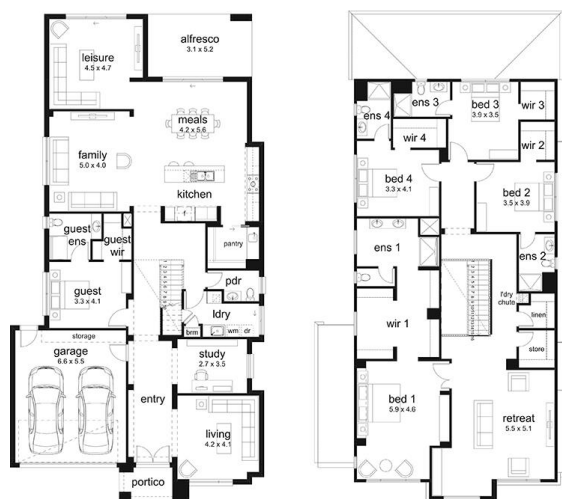 leisure
4.5 x 4.7
alfresco
3.1 x 5.2
meals
4.2 x 5.6
family
5.0 x 4.0
kitchen
guest
ens
guest
wir
pantry
guest
3.3 x 4.1
pdr
ldry
brm
wm
dr
storage
garage
6.6 x 5.5
study
2.7 x 3.5
entry
living
4.2 x 4.1
portico
ens 3
bed 3
3.9 x 3.5
wir 3
ens 4
wir 4
wir 2
bed 4
3.3 x 4.1
bed 2
3.5 x 3.9
ens 1
ens 2
l'dry
chute
linen
wir 1
store
bed 1
5.9 x 4.6
retreat
5.5 x 5.1